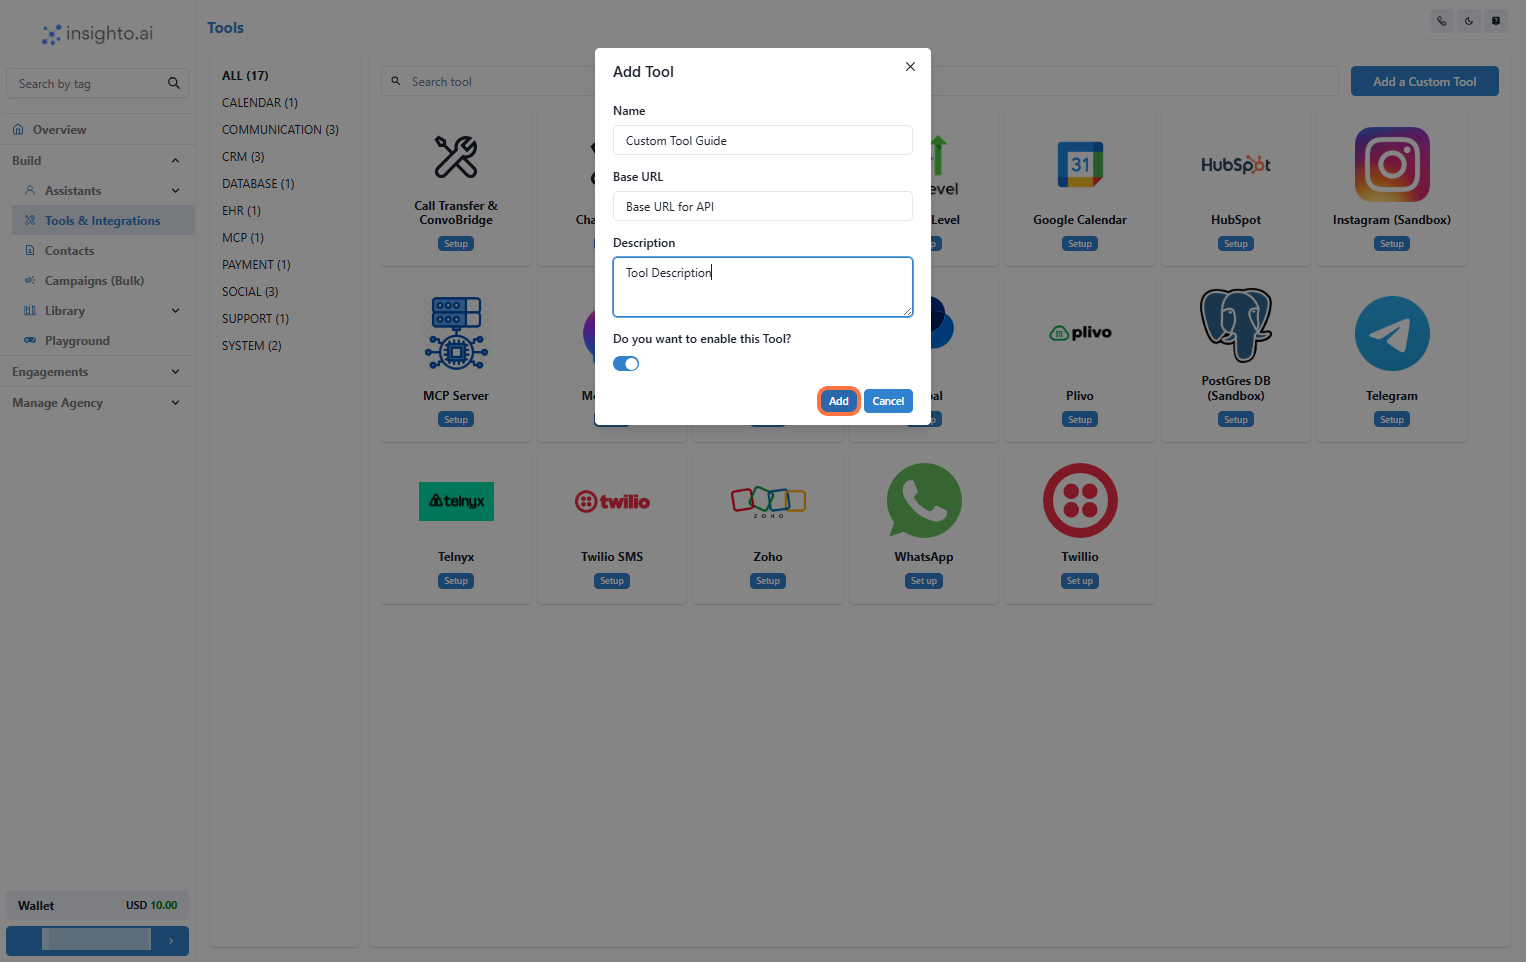 insighto.ai
Search by tag
Overview
Build
Assistants
Tools & Integrations
Contacts
Campaigns (Bulk)
Library
Playground
Engagements
Manage Agency
Wallet
USD 10.00
Tools
ALL (17)
CALENDAR (1)
COMMUNICATION (3)
CRM (3)
DATABASE (1)
EHR (1)
MCP (1)
PAYMENT (1)
SOCIAL (3)
SUPPORT (1)
SYSTEM (2)
Search tool
Add a Custom Tool
Add Tool
Name
Custom Tool Guide
Base URL
Base URL for API
Description
Tool Description
Do you want to enable this Tool?
Add
Cancel
Call Transfer &
ConvoBridge
Setup
Cha
evel
Level
p
31
Google Calendar
Setup
HubSpot
HubSpot
Setup
Instagram (Sandbox)
Setup
MCP Server
Setup
al
p
plivo
Plivo
Setup
PostGres DB
(Sandbox)
Setup
Telegram
Setup
telnyx
Telnyx
Setup
twilio
Twilio SMS
Setup
ZOHO
Zoho
Setup
WhatsApp
Set up
Twillio
Set up